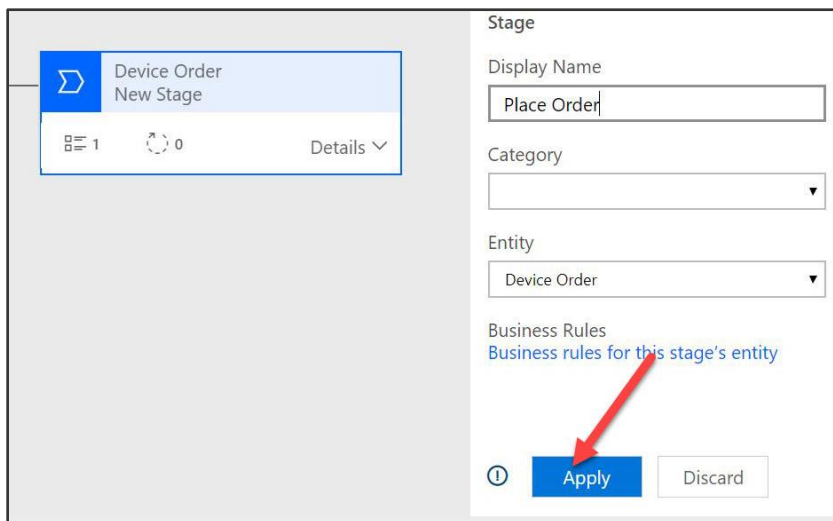 Device Order
New Stage
1
0
Details
Stage
Display Name
Place Order
Category
Entity
Device Order
Business Rules
Business rules for this stage's entity
Apply
Discard